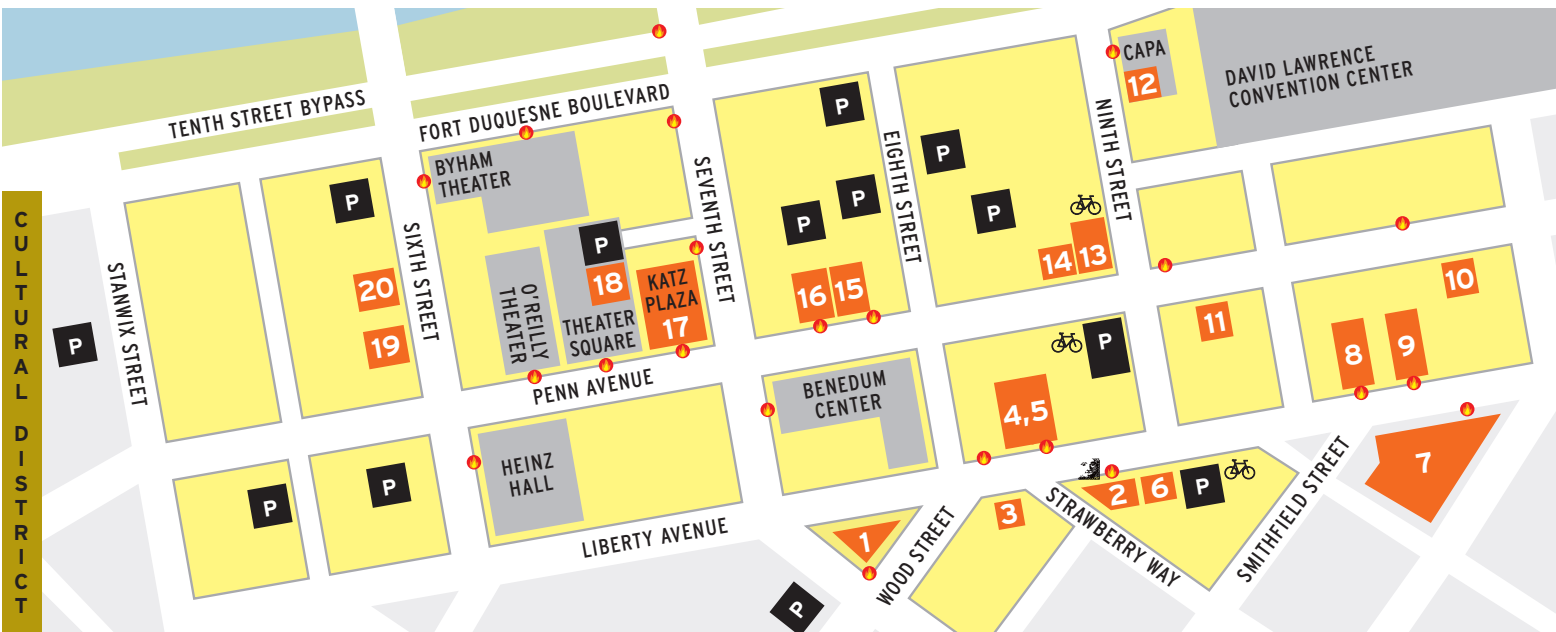 CULTURAL DISTRICT
TENTH STREET BYPASS
FORT DUQUESNE BOULEVARD
CAPA
12
DAVID LAWRENCE
CONVENTION CENTER
BYHAM
THEATER
P
P
P
P
P
P
P
P
STANWIX STREET
SIXTH STREET
SEVENTH STREET
EIGHTH STREET
NINTH STREET
20
19
O'REILLY
THEATER
18
THEATER
SQUARE
KATZ
PLAZA
17
16
15
14
13
11
10
9
8
7
PENN AVENUE
BENEDUM
CENTER
4,5
P
HEINZ
HALL
P
P
LIBERTY AVENUE
1
WOOD STREET
3
STRAWBERRY WAY
2
6
P
SMITHFIELD STREET
P